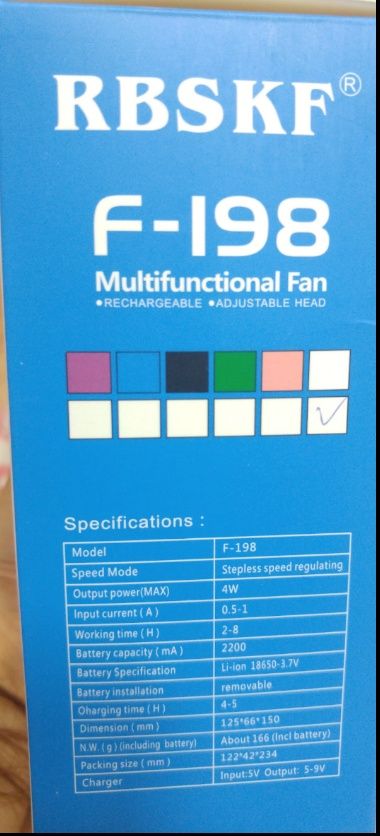 RBSKF®
F-198
Multifunctional Fan
•RECHARGEABLE •ADJUSTABLE HEAD
Specifications :
Model F-198
Speed Mode Stepless speed regulating
Output power(MAX) 4W
Input current ( A ) 0.5-1
Working time ( H ) 2-8
Battery capacity ( mA ) 2200
Battery Specification Li-ion 18650-3.7V
Battery installation removable
Oharging time ( H ) 4-5
Dimension ( mm ) 125*66*150
N.W. ( g ) (including battery) About 166 (Incl battery)
Packing size ( mm ) 122*42*234
Charger Input:5V Output: 5-9V